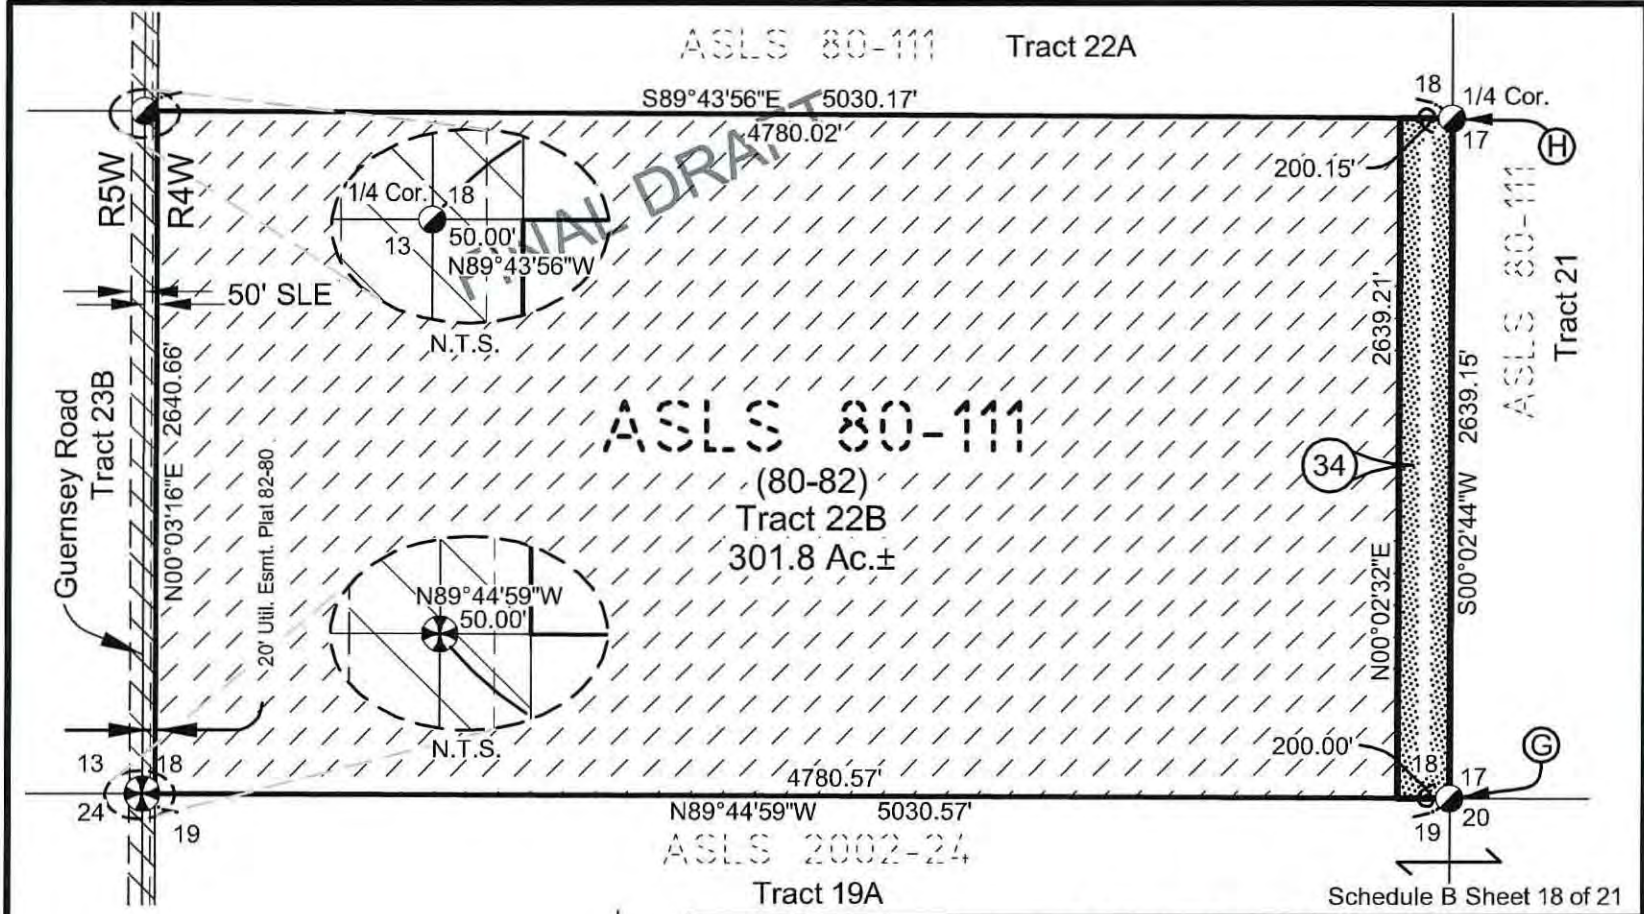 ASLS 80-111 Tract 22A
S89°43'56"E 5030.17'
4780.02'
18
1/4 Cor.
17
H
200.15'
R5W
R4W
1/4 Cor.
18
13
50.00'
N89°43'56"W
N.T.S.
FINAL DRAFT
50' SLE
Guernsey Road
Tract 23B
N00°03'16"E 2640.66'
20' Util. Esmt. Plat 82-80
ASLS 80-111
(80-82)
Tract 22B
301.8 Ac.±
N89°44'59"W
50.00'
N.T.S.
34
2639.21'
N00°02'32"E
S00°02'44"W 2639.15'
ASLS 80-111
Tract 21
200.00'
G
13
18
24
19
18
17
19
20
4780.57'
N89°44'59"W 5030.57'
ASLS 2002-24
Tract 19A
Schedule B Sheet 18 of 21